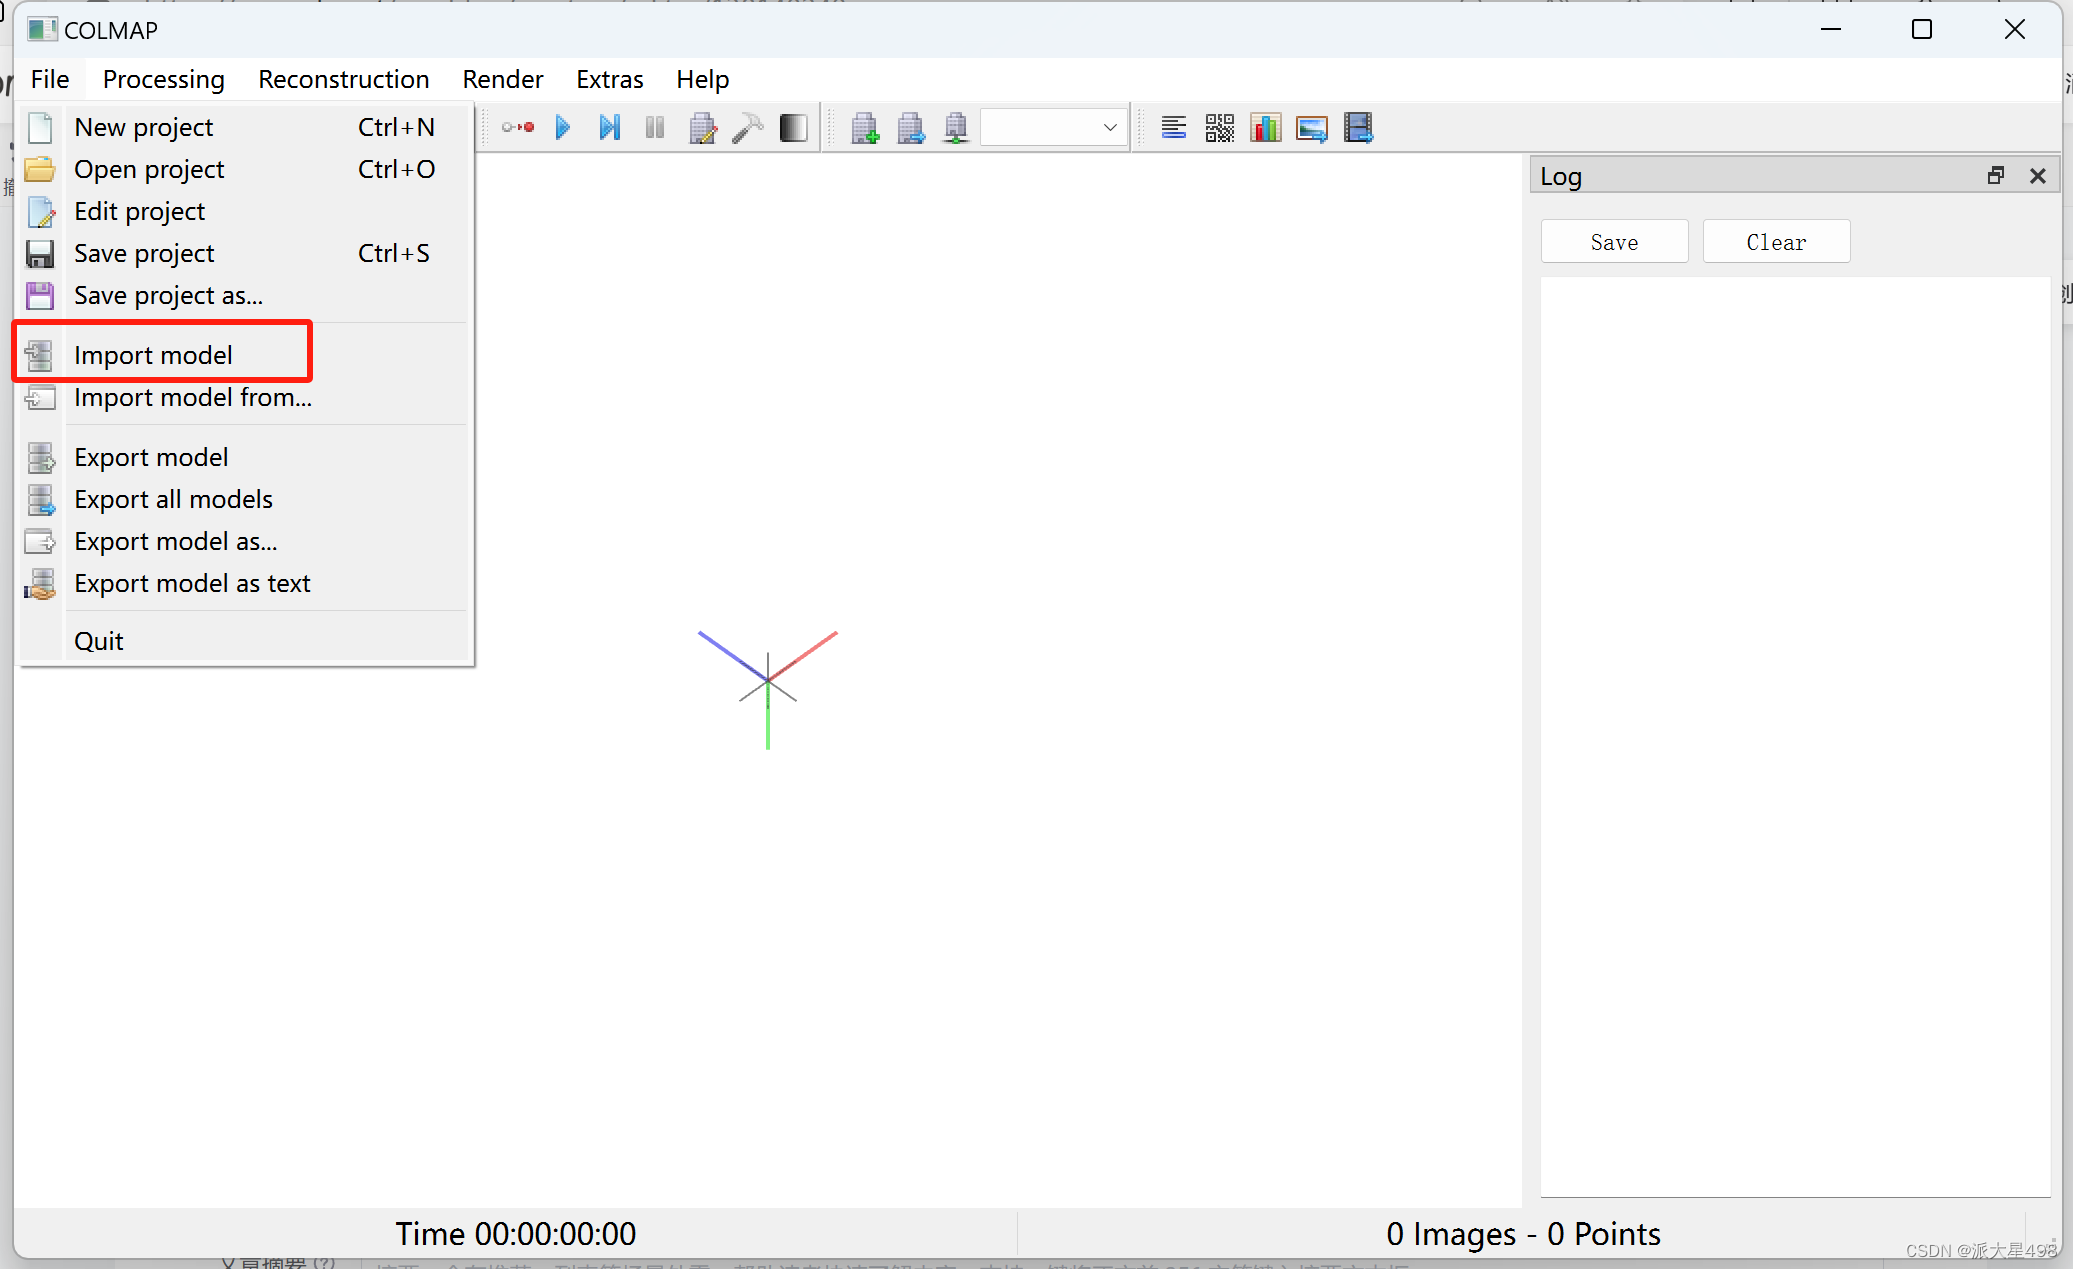 COLMAP
File Processing Reconstruction Render Extras Help
New project Ctrl+N
Open project Ctrl+O
Edit project
Save project Ctrl+S
Save project as...
Import model
Import model from...
Export model
Export all models
Export model as...
Export model as text
Quit
Log
Save Clear
Time 00:00:00:00
0 Images - 0 Points
CSDN @派大星498